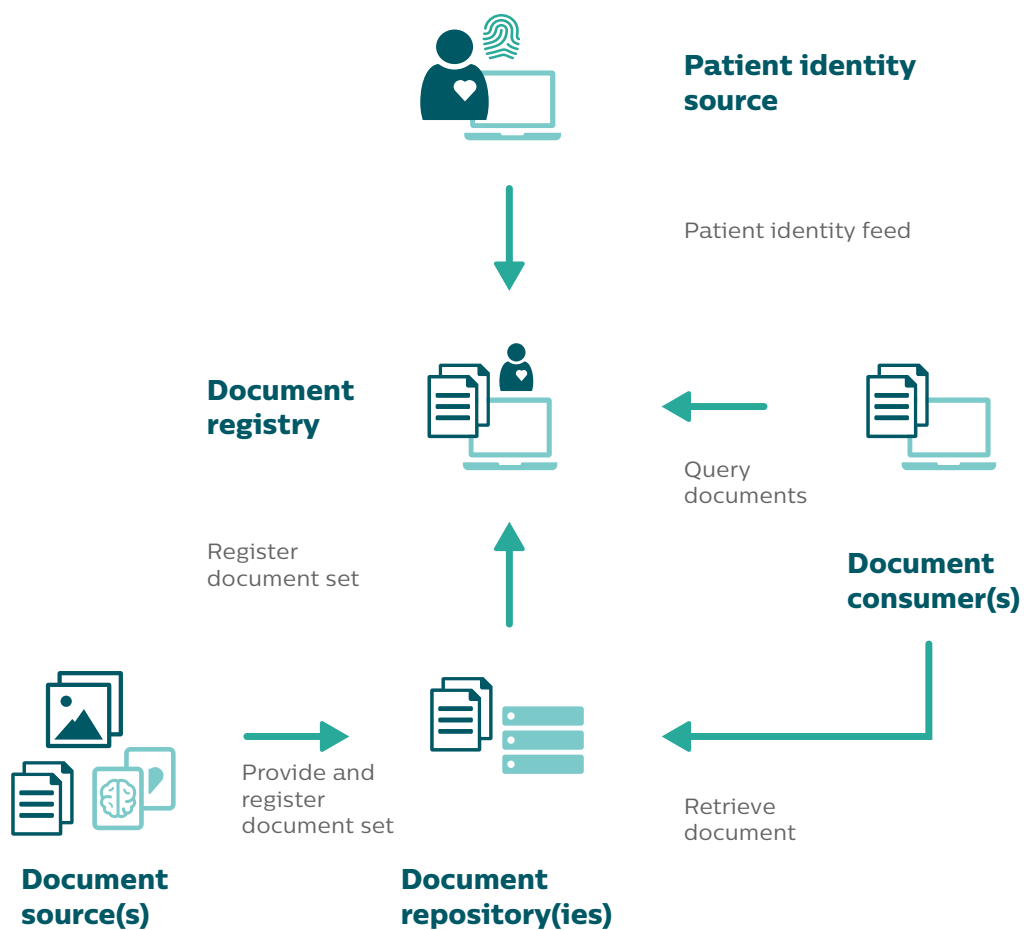 Patient identity
source
Patient identity feed
Document
registry
Query
documents
Register
document set
Document
consumer(s)
Provide and
register
document set
Retrieve
document
Document
source(s)
Document
repository(ies)